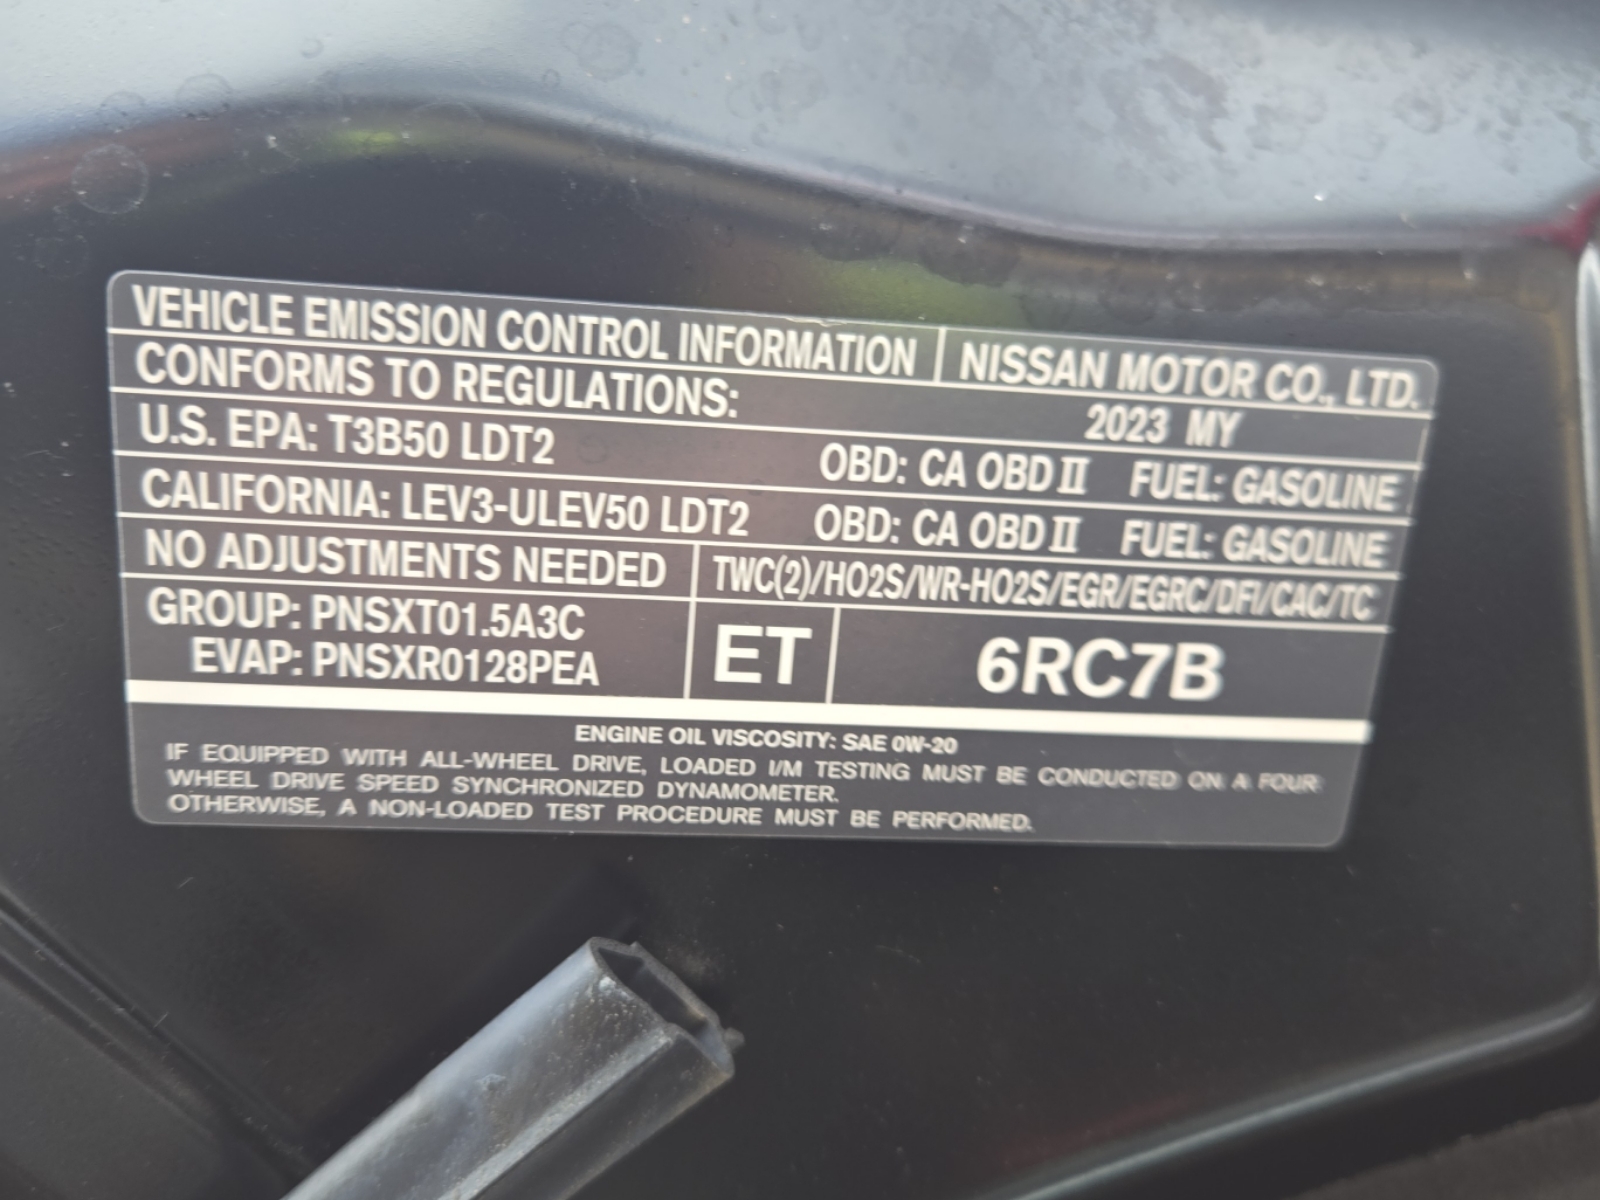 VEHICLE EMISSION CONTROL INFORMATION NISSAN MOTOR CO., LTD.
CONFORMS TO REGULATIONS: 2023 MY
U.S. EPA: T3B50 LDT2 OBD: CA OBD II FUEL: GASOLINE
CALIFORNIA: LEV3-ULEV50 LDT2 OBD: CA OBD II FUEL: GASOLINE
NO ADJUSTMENTS NEEDED TWC(2)/HO2S/WR-HO2S/EGR/EGRC/DFI/CAC/TC
GROUP: PNSXT01.5A3C
EVAP: PNSXR0128PEA
ET
6RC7B
ENGINE OIL VISCOSITY: SAE 0W-20
IF EQUIPPED WITH ALL-WHEEL DRIVE, LOADED I/M TESTING MUST BE CONDUCTED ON A FOUR
WHEEL DRIVE SPEED SYNCHRONIZED DYNAMOMETER.
OTHERWISE, A NON-LOADED TEST PROCEDURE MUST BE PERFORMED.